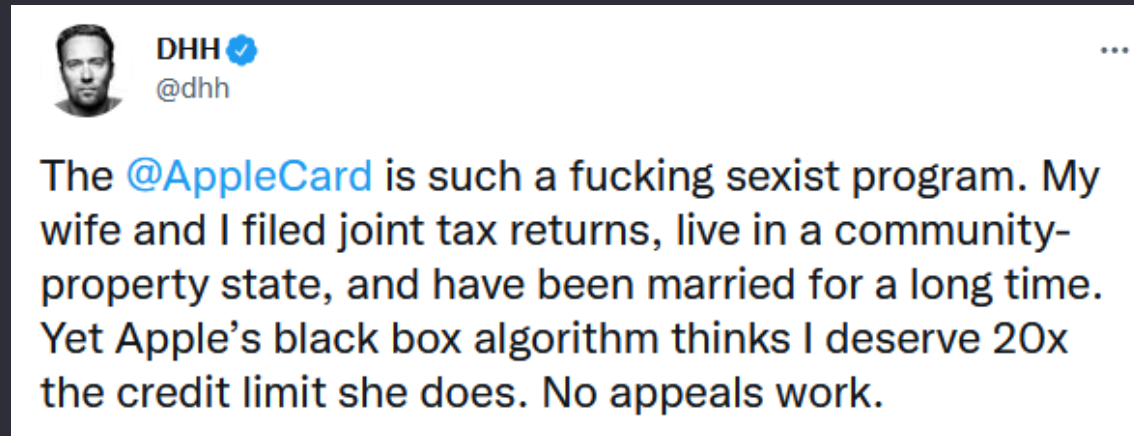 DHH
@dhh
The @AppleCard is such a fucking sexist program. My
wife and I filed joint tax returns, live in a community-
property state, and have been married for a long time.
Yet Apple’s black box algorithm thinks I deserve 20x
the credit limit she does. No appeals work.